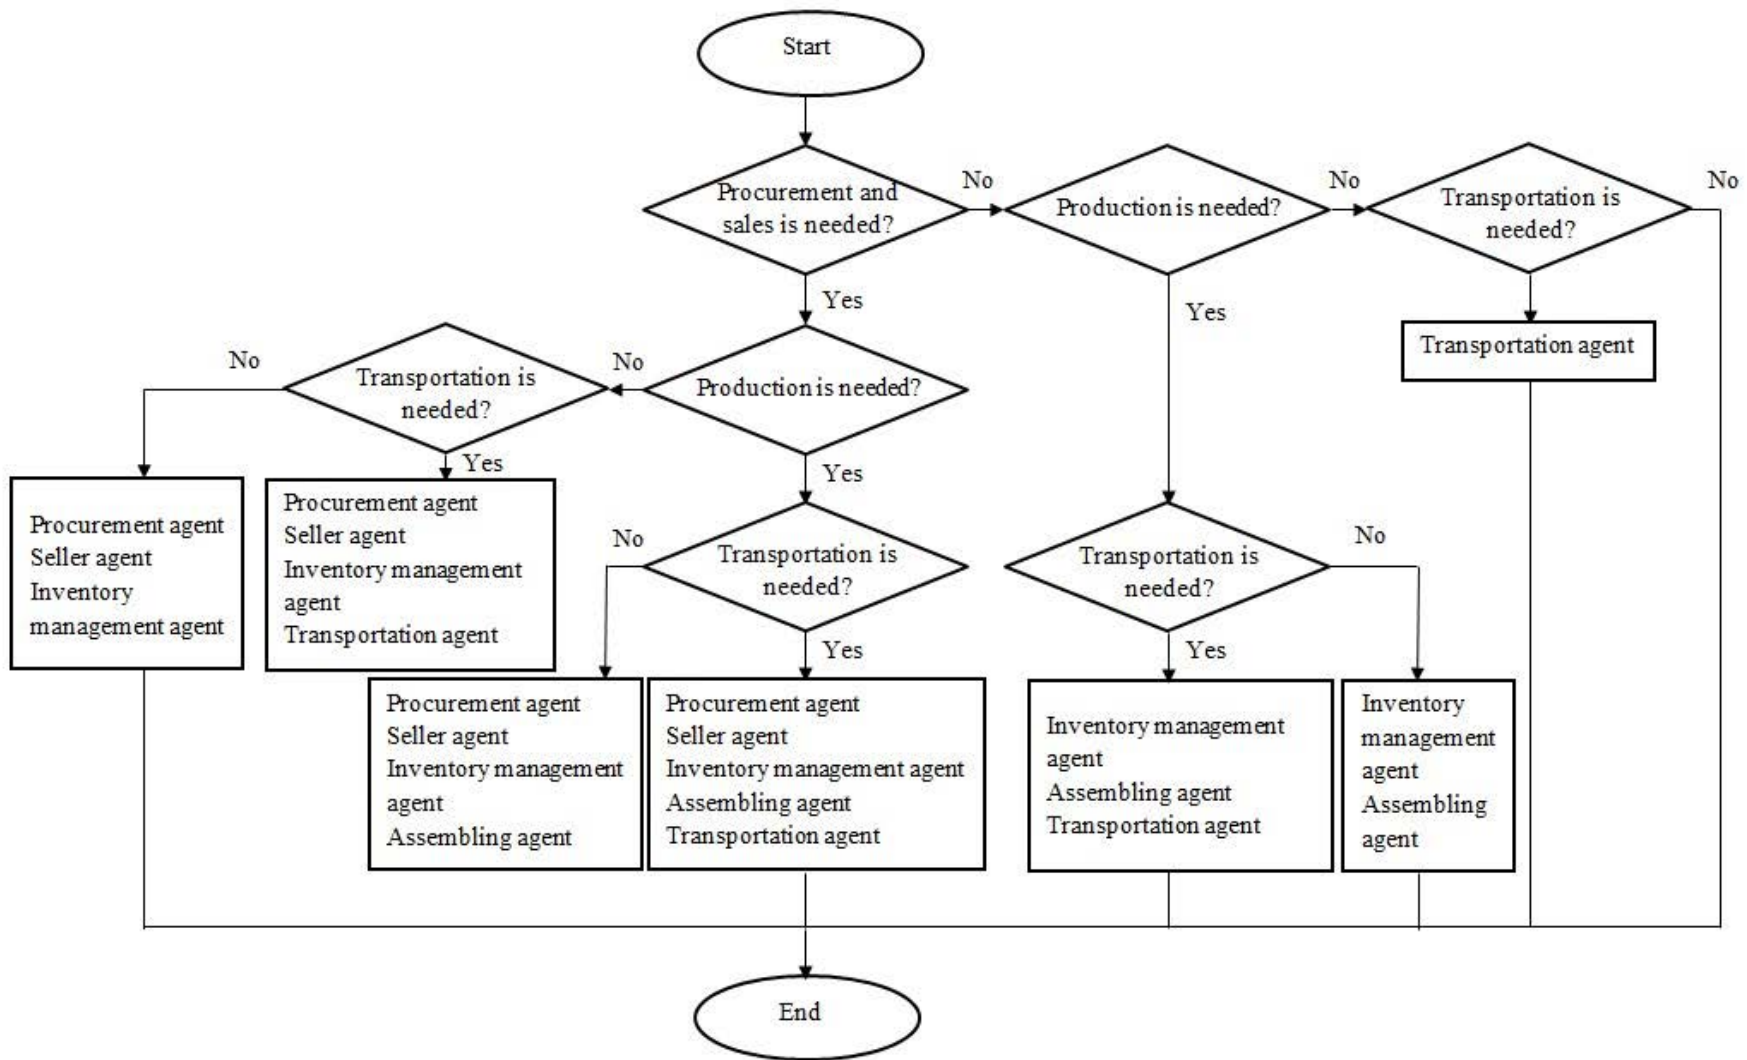 Start
Procurement and
sales is needed?
No
Production is needed?
No
Transportation is
needed?
No
Yes
Yes
Transportation agent
No
Transportation is
needed?
No
Production is needed?
Yes
Yes
Procurement agent
Seller agent
Inventory
management agent
Procurement agent
Seller agent
Inventory management
agent
Transportation agent
No
Transportation is
needed?
Transportation is
needed?
No
Yes
Yes
Procurement agent
Seller agent
Inventory management
agent
Assembling agent
Procurement agent
Seller agent
Inventory management agent
Assembling agent
Transportation agent
Inventory management
agent
Assembling agent
Transportation agent
Inventory
management
agent
Assembling
agent
End